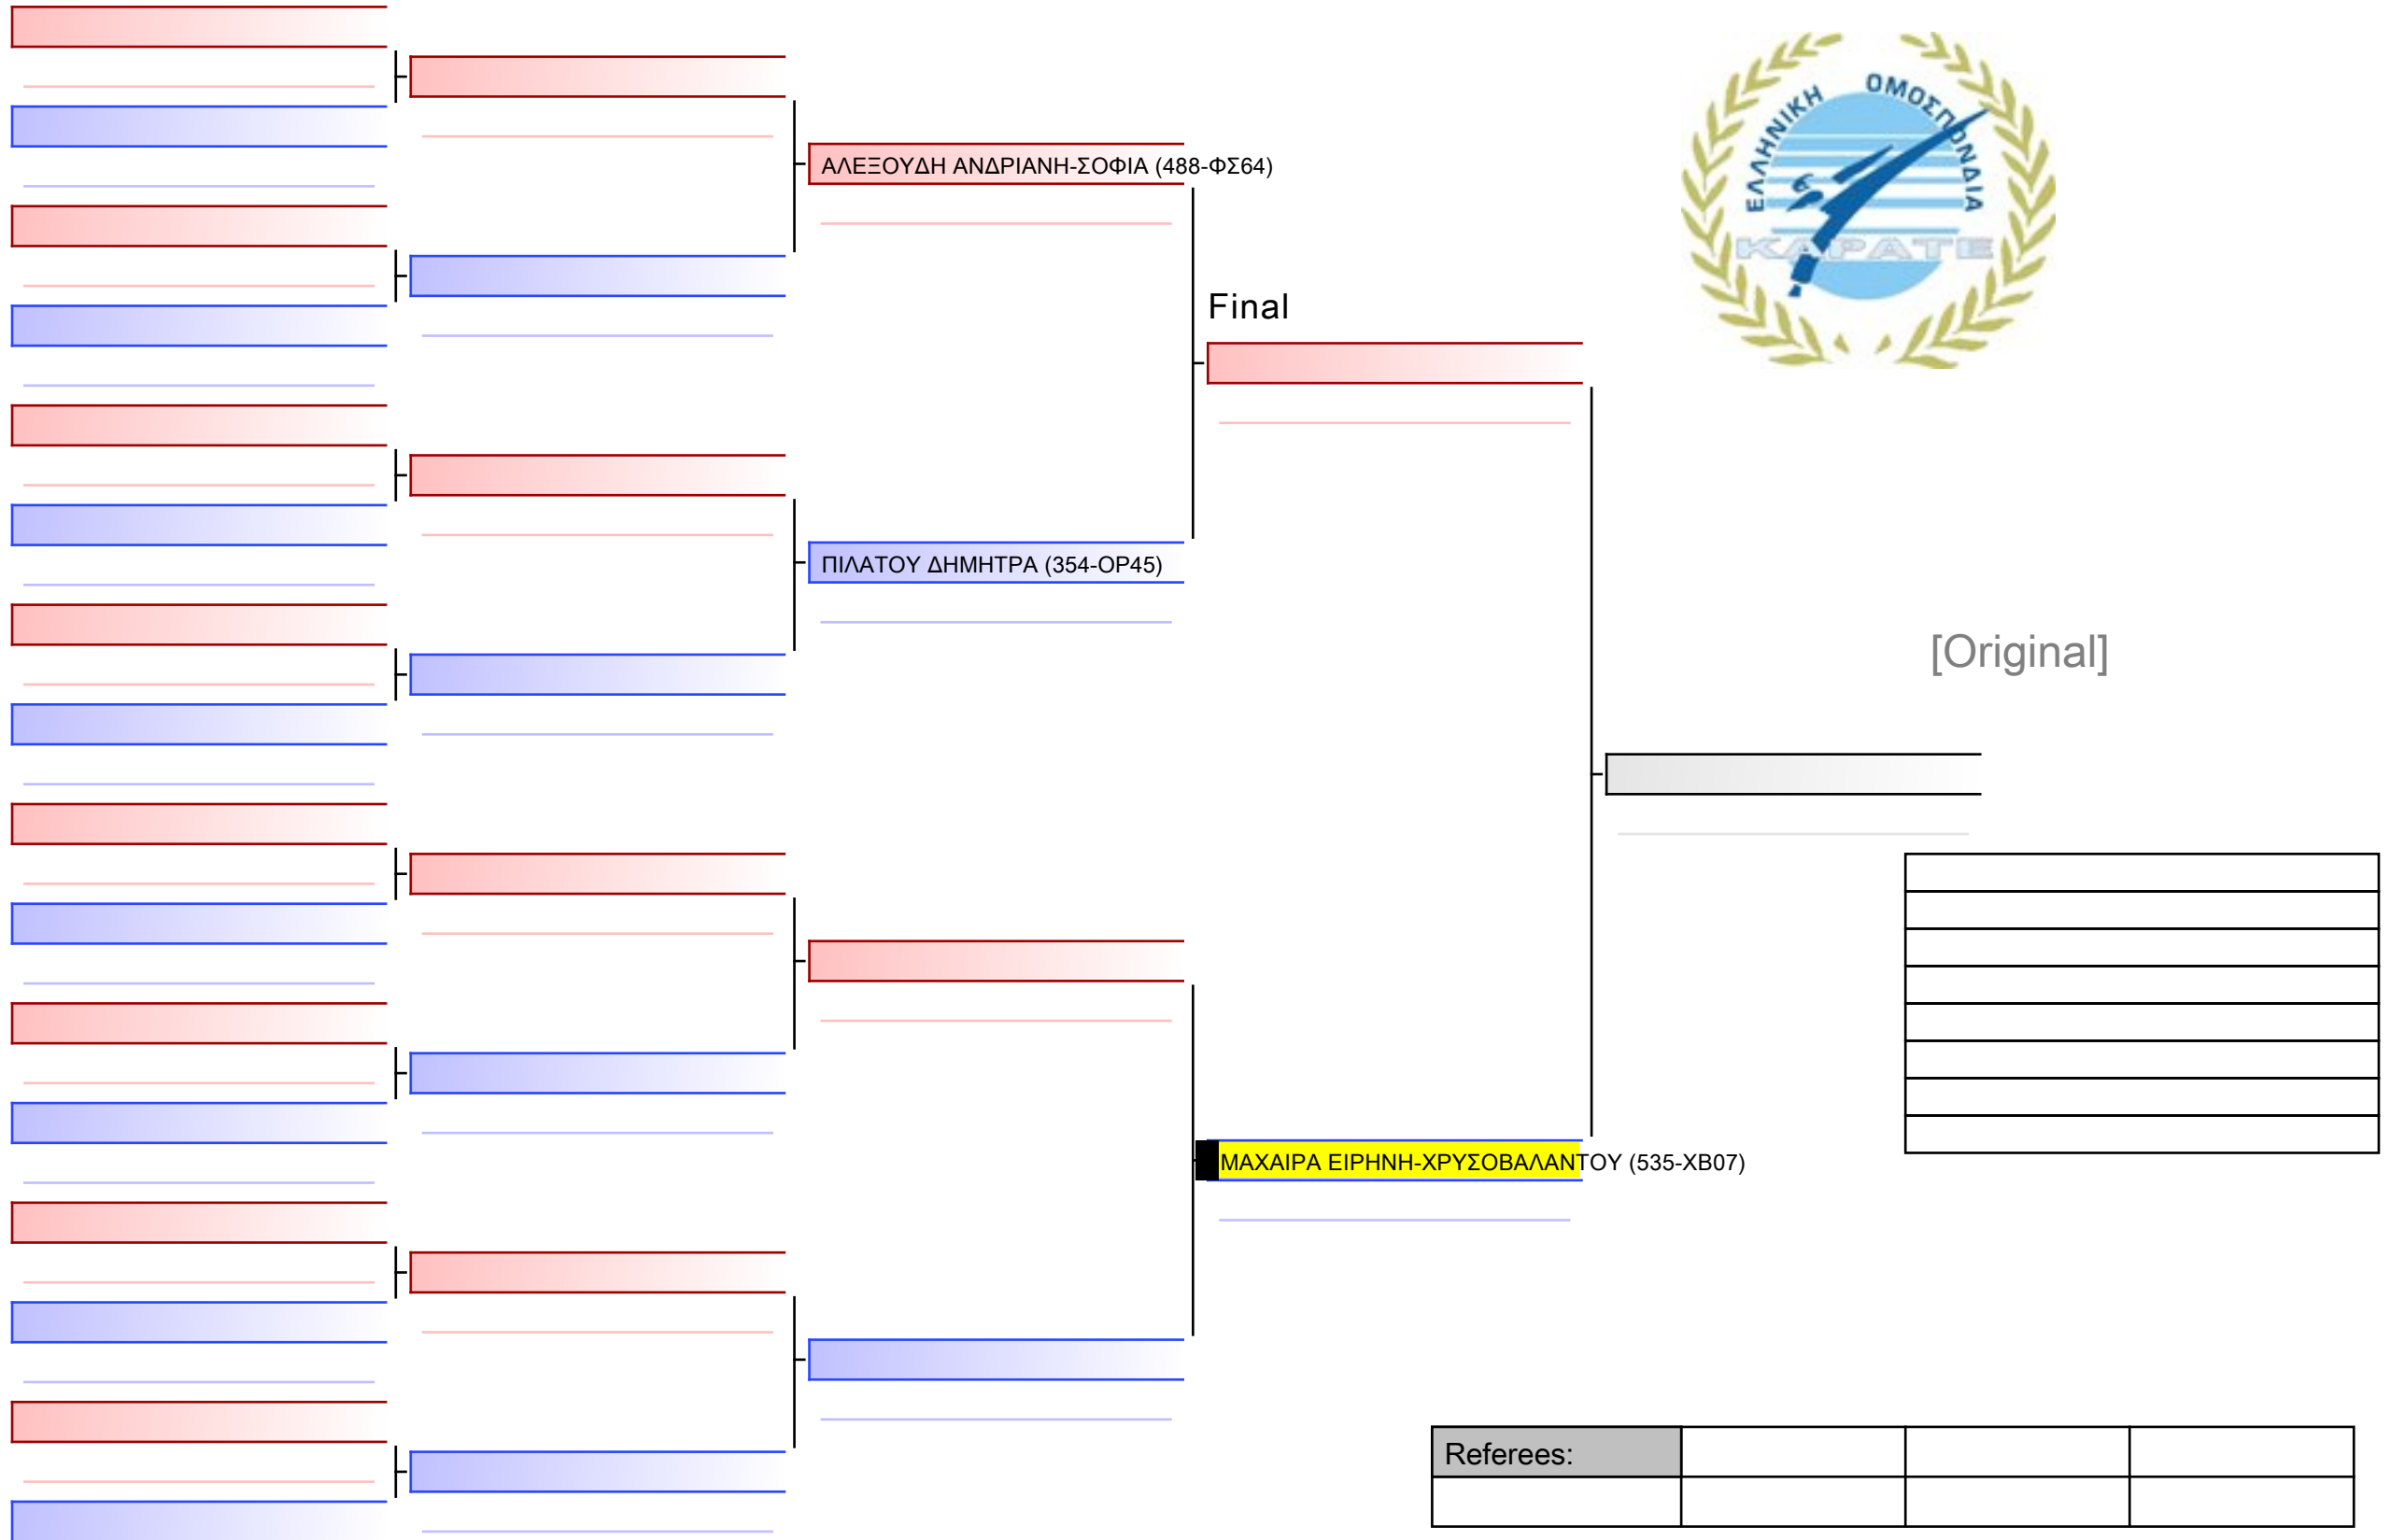 ΕΛΛΗΝΙΚΗ ΟΜΟΣΠΟΝΔΙΑ
ΚΑΡΑΤΕ
ΑΛΕΞΟΥΔΗ ΑΝΔΡΙΑΝΗ-ΣΟΦΙΑ (488-ΦΣ64)
Final
ΠΙΛΑΤΟΥ ΔΗΜΗΤΡΑ (354-ΟΡ45)
[Original]
ΜΑΧΑΙΡΑ ΕΙΡΗΝΗ-ΧΡΥΣΟΒΑΛΑΝΤΟΥ (535-ΧΒ07)
Referees: